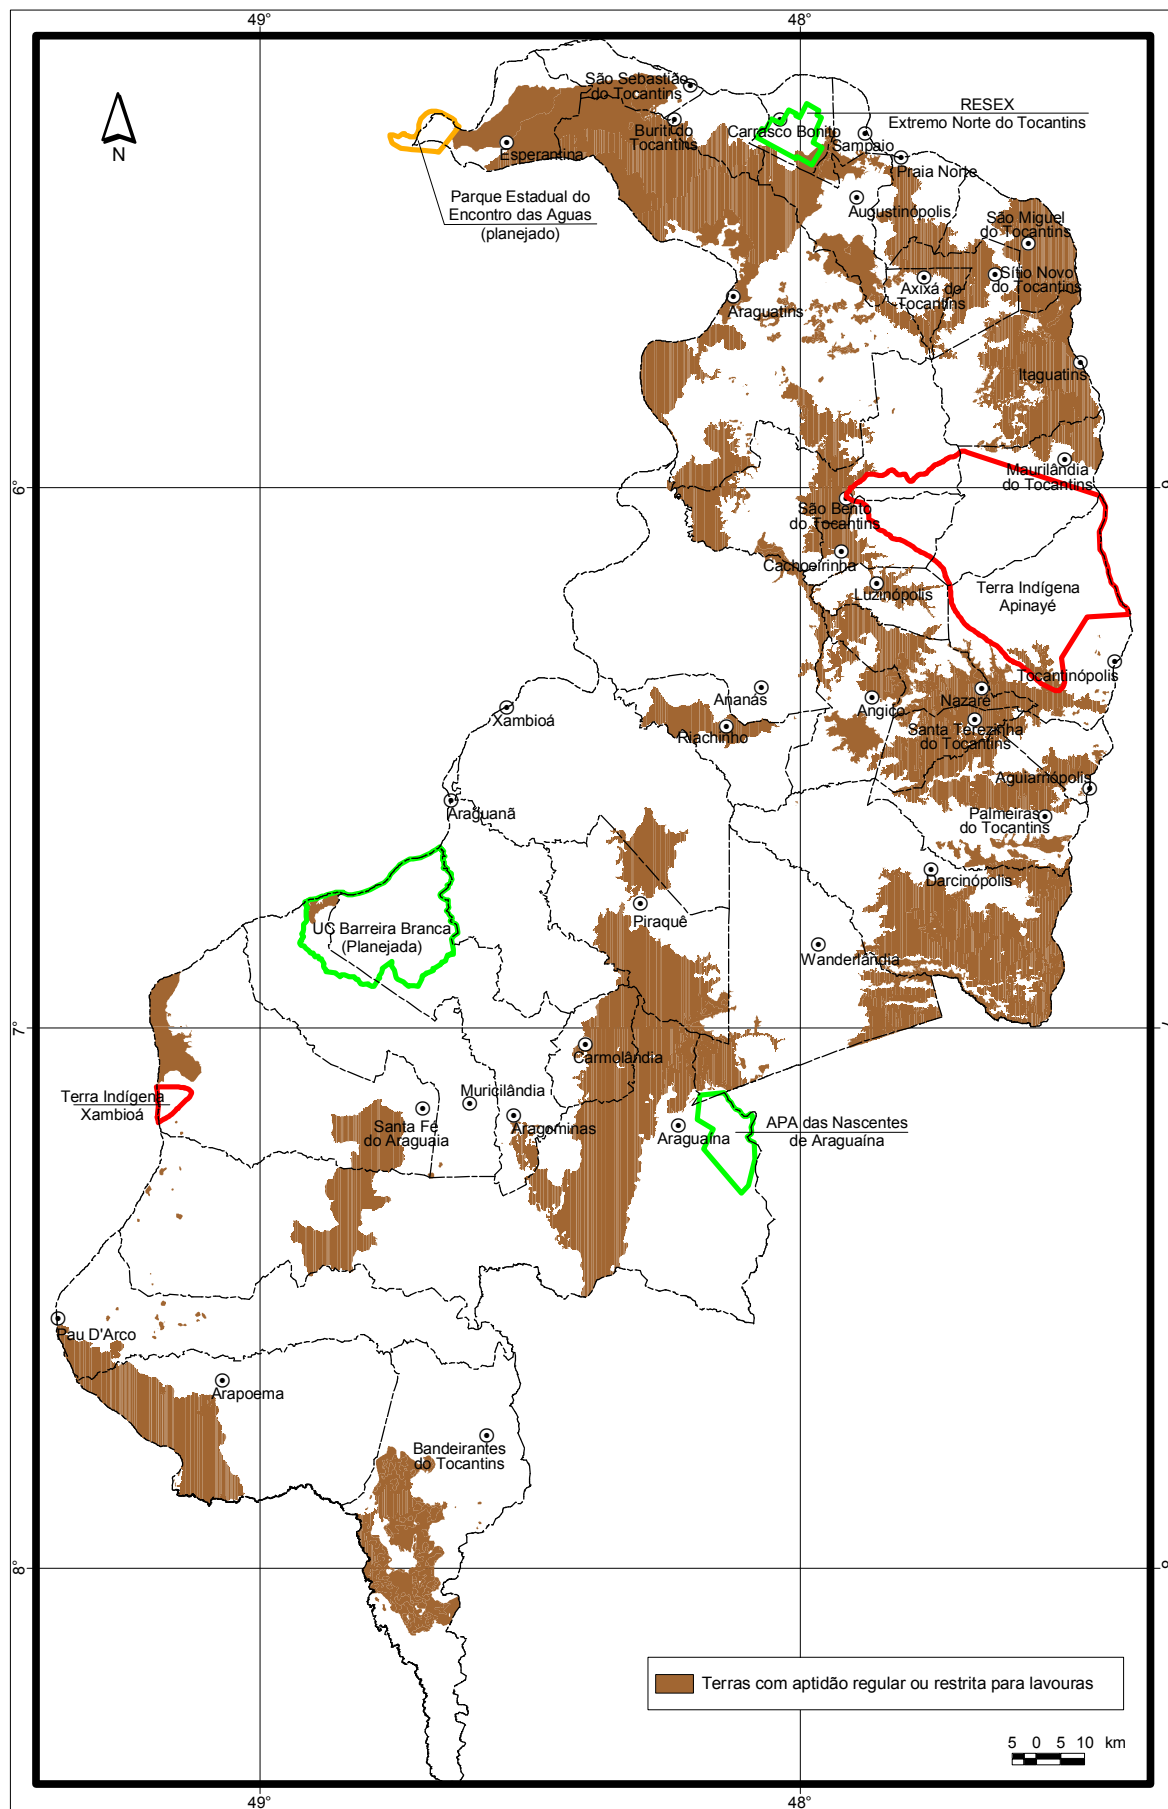 49°
48°
N
São Sebastião
do Tocantins
Buriti do
Tocantins
Carrasco Bonito
RESEX
Extremo Norte do Tocantins
Sampaio
Esperantina
Praia Norte
Parque Estadual do
Encontro das Aguas
(planejado)
Augustinópolis
São Miguel
do Tocantins
Sítio Novo
do Tocantins
Axixá do
Tocantins
Araguatins
Itaguatins
Maurilândia
do Tocantins
6°
6°
São Bento
do Tocantins
Cachoeirinha
Luzinópolis
Terra Indígena
Apinayé
Tocantinópolis
Ananás
Angico
Nazaré
Xambioá
Riachinho
Santa Terezinha
do Tocantins
Aguiarnópolis
Araguanã
Palmeiras
do Tocantins
Darcinópolis
Piraquê
UC Barreira Branca
(Planejada)
Wanderlândia
7°
7°
Carmolândia
Terra Indígena
Xambioá
Muricilândia
Santa Fé
do Araguaia
Aragominas
Araguaína
APA das Nascentes
de Araguaína
Pau D'Arco
Arapoema
Bandeirantes
do Tocantins
8°
8°
Terras com aptidão regular ou restrita para lavouras
5 0 5 10 km
49°
48°